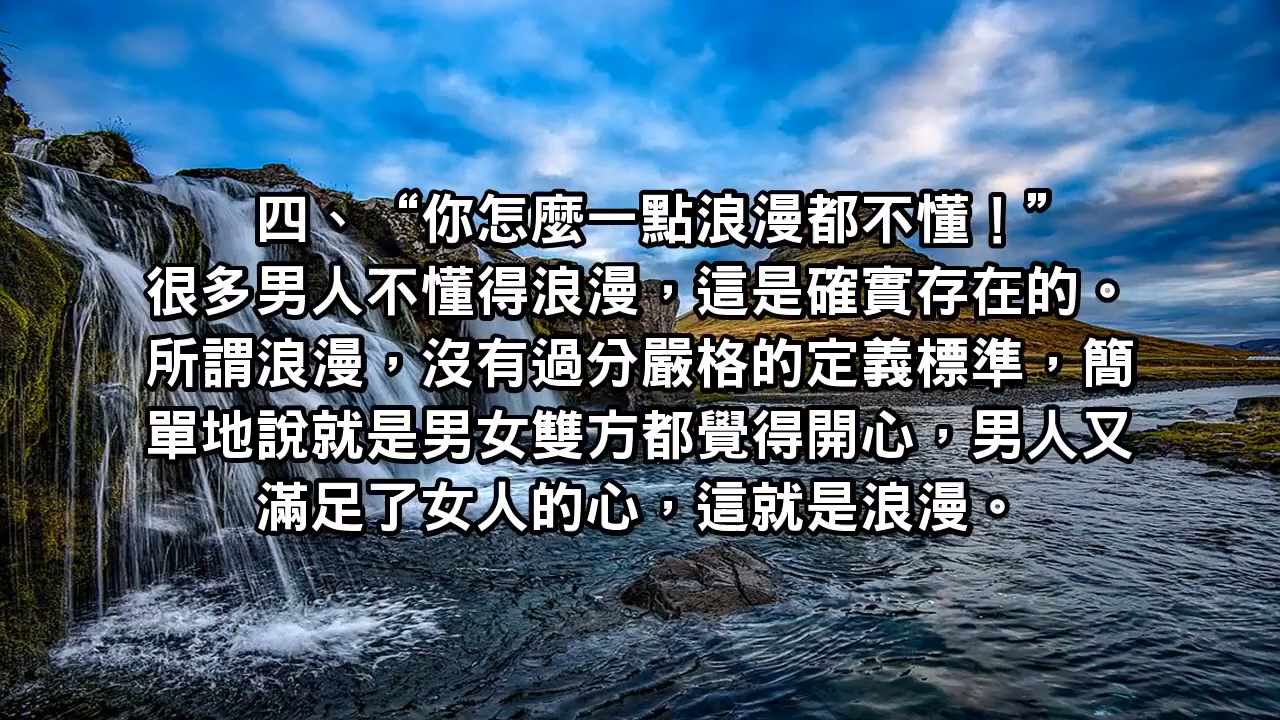 四、“你怎麼一點浪漫都不懂！”
很多男人不懂得浪漫，這是確實存在的。
所謂浪漫，沒有過分嚴格的定義標準，簡
單地說就是男女雙方都覺得開心，男人又
滿足了女人的心，這就是浪漫。